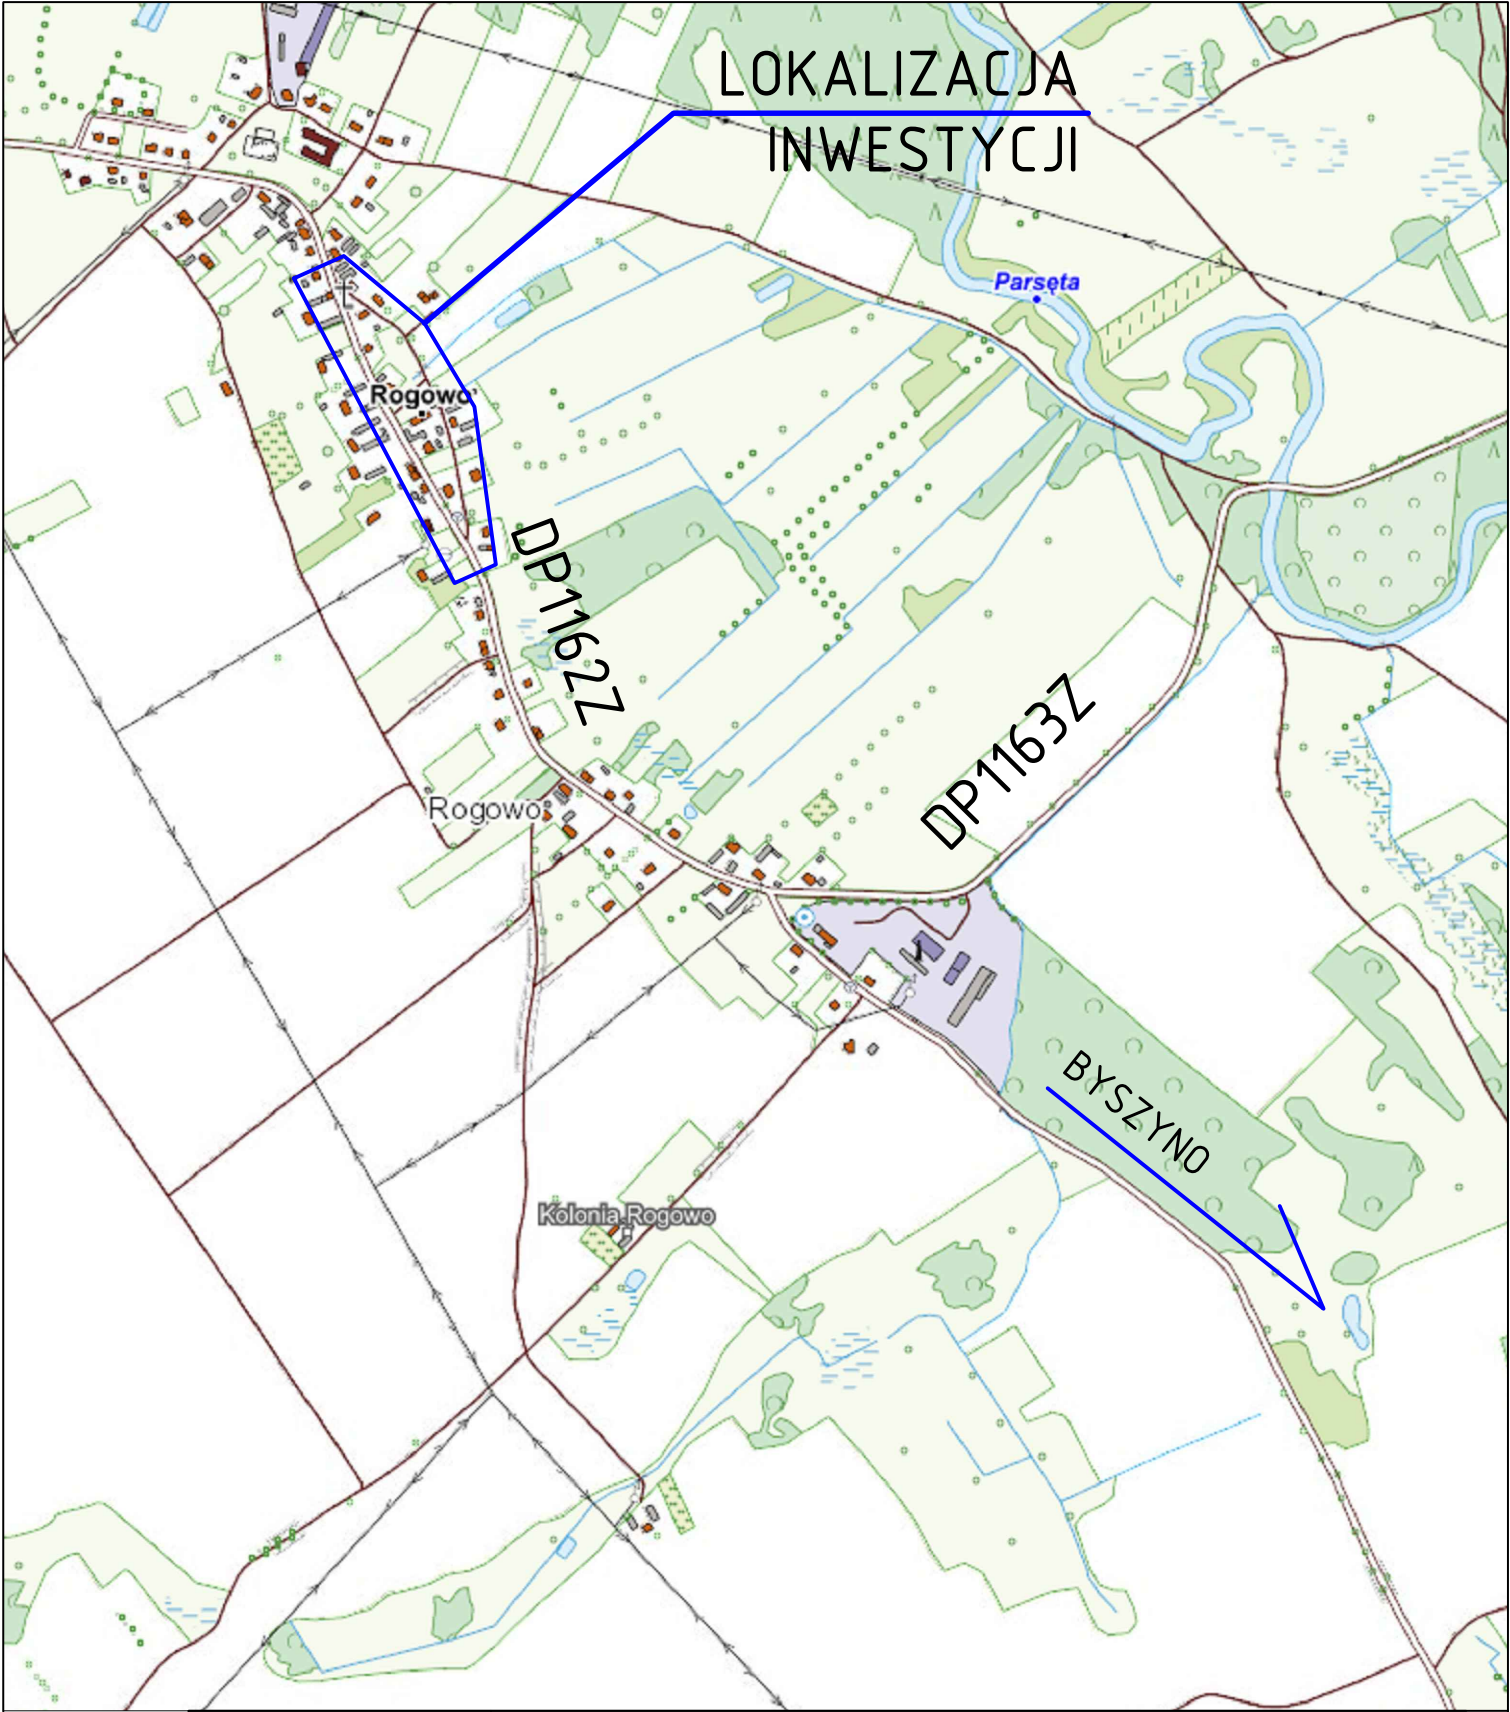 LOKALIZACJA
INWESTYCJI
Parsęta
Rogowo
DP1162Z
DP1163Z
Rogowo
BYSZYNO
Kolonia Rogowo